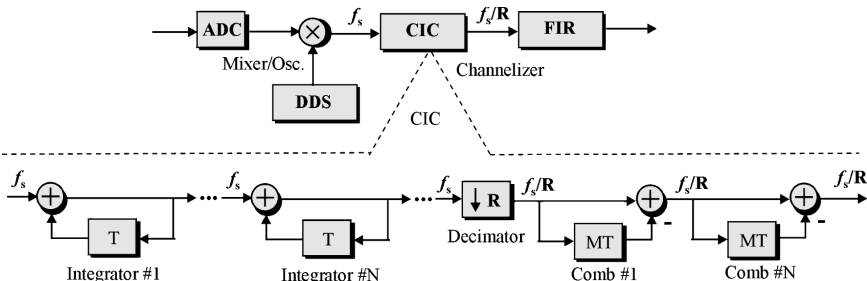 ADC
fs
CIC
fs/R
FIR
Mixer/Osc.
Channelizer
DDS
CIC
fs
fs
fs
fs/R
fs/R
fs/R
↓ R
T
T
Decimator
MT
-
MT
-
Integrator #1
Integrator #N
Comb #1
Comb #N